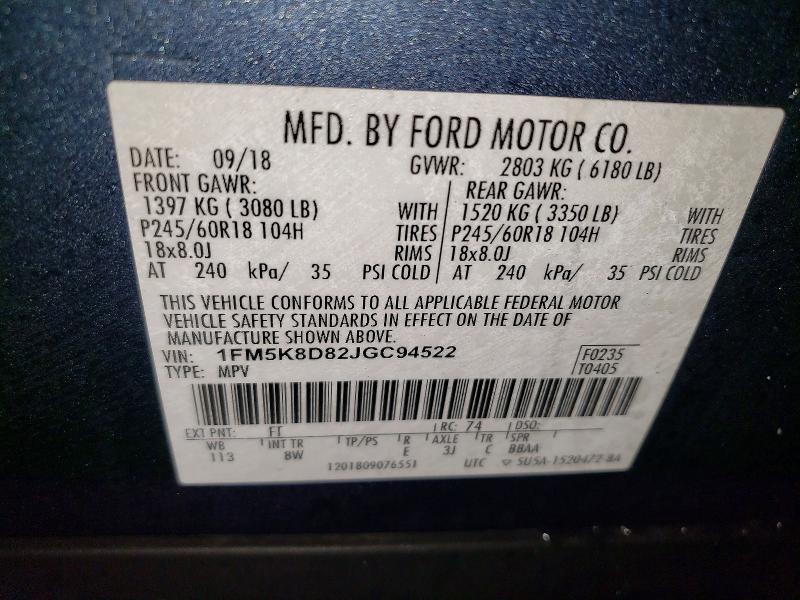 MFD. BY FORD MOTOR CO.
DATE: 09/18 GVWR: 2803 KG ( 6180 LB)
FRONT GAWR: REAR GAWR:
1397 KG ( 3080 LB) WITH 1520 KG ( 3350 LB) WITH
P245/60R18 104H TIRES P245/60R18 104H TIRES
18x8.0J RIMS 18x8.0J RIMS
AT 240 kPa/ 35 PSI COLD AT 240 kPa/ 35 PSI COLD
THIS VEHICLE CONFORMS TO ALL APPLICABLE FEDERAL MOTOR
VEHICLE SAFETY STANDARDS IN EFFECT ON THE DATE OF
MANUFACTURE SHOWN ABOVE.
VIN: 1FM5K8D82JGC94522 F0235
TYPE: MPV T0405
EXT PNT: FT RC: 74 DSO:
WB INT TR TP/PS R AXLE TR SPR
113 8W E 3J C BBAA
1201809076551 UTC ▽ SU5A-1520472-BA